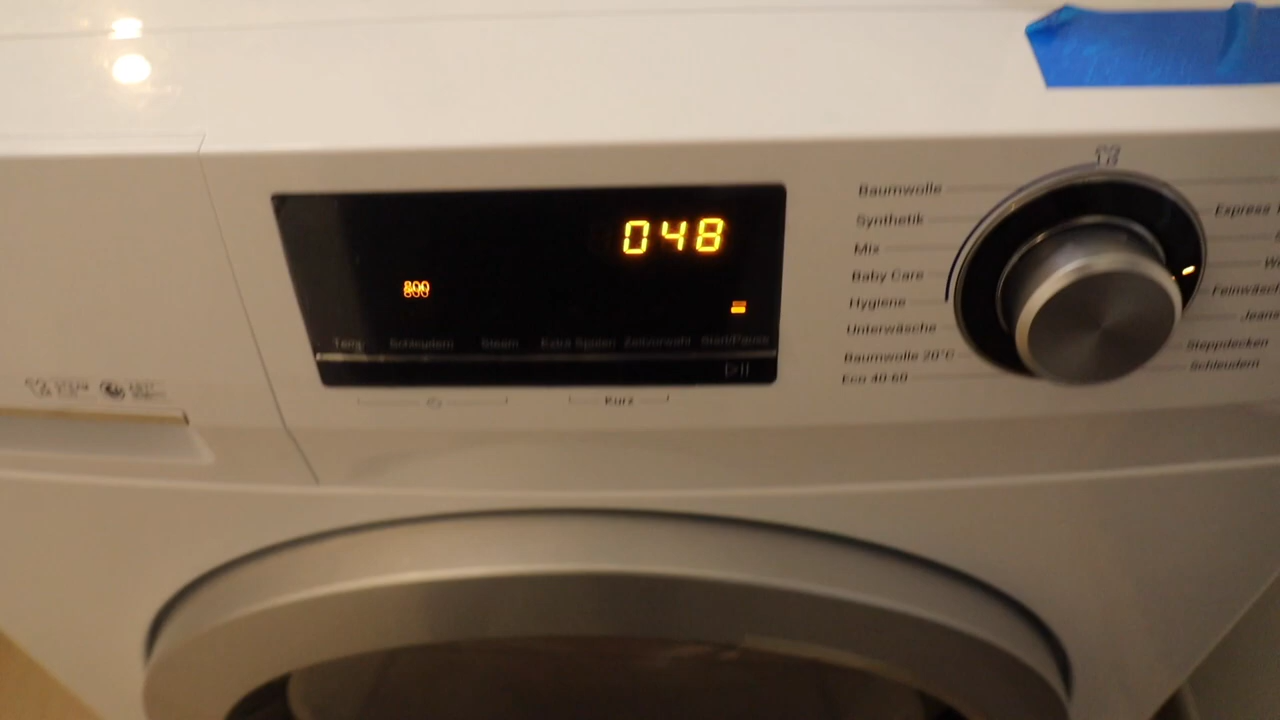 048
800
Temp. Schleudern Steam Extra Spülen Zeitvorwahl Start/Pause
Kurz
Baumwolle
Synthetik
Mix
Baby Care
Hygiene
Unterwäsche
Baumwolle 20°C
Eco 40-60
Express
Feinwäsch
Jeans
Steppdecken
Schleudern